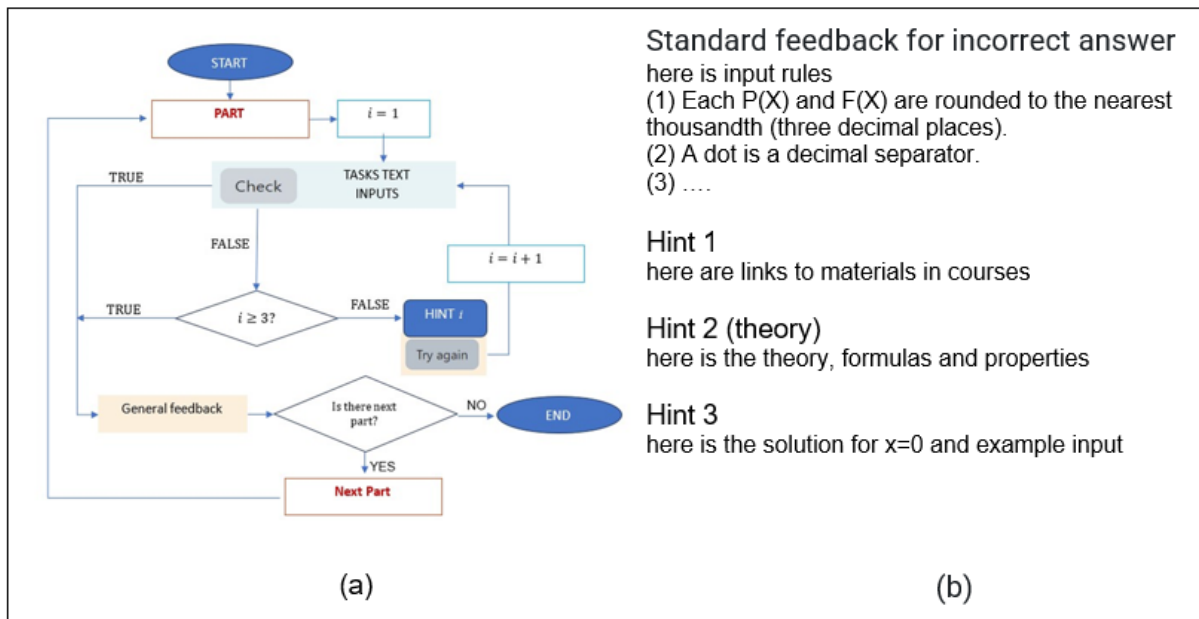 START
PART
i = 1
TRUE
Check
TASKS TEXT
INPUTS
FALSE
i = i + 1
TRUE
i ≥ 3?
FALSE
HINT i
Try again
General feedback
Is there next
part?
NO
END
YES
Next Part
(a)
Standard feedback for incorrect answer
here is input rules
(1) Each P(X) and F(X) are rounded to the nearest
thousandth (three decimal places).
(2) A dot is a decimal separator.
(3) ....
Hint 1
here are links to materials in courses
Hint 2 (theory)
here is the theory, formulas and properties
Hint 3
here is the solution for x=0 and example input
(b)